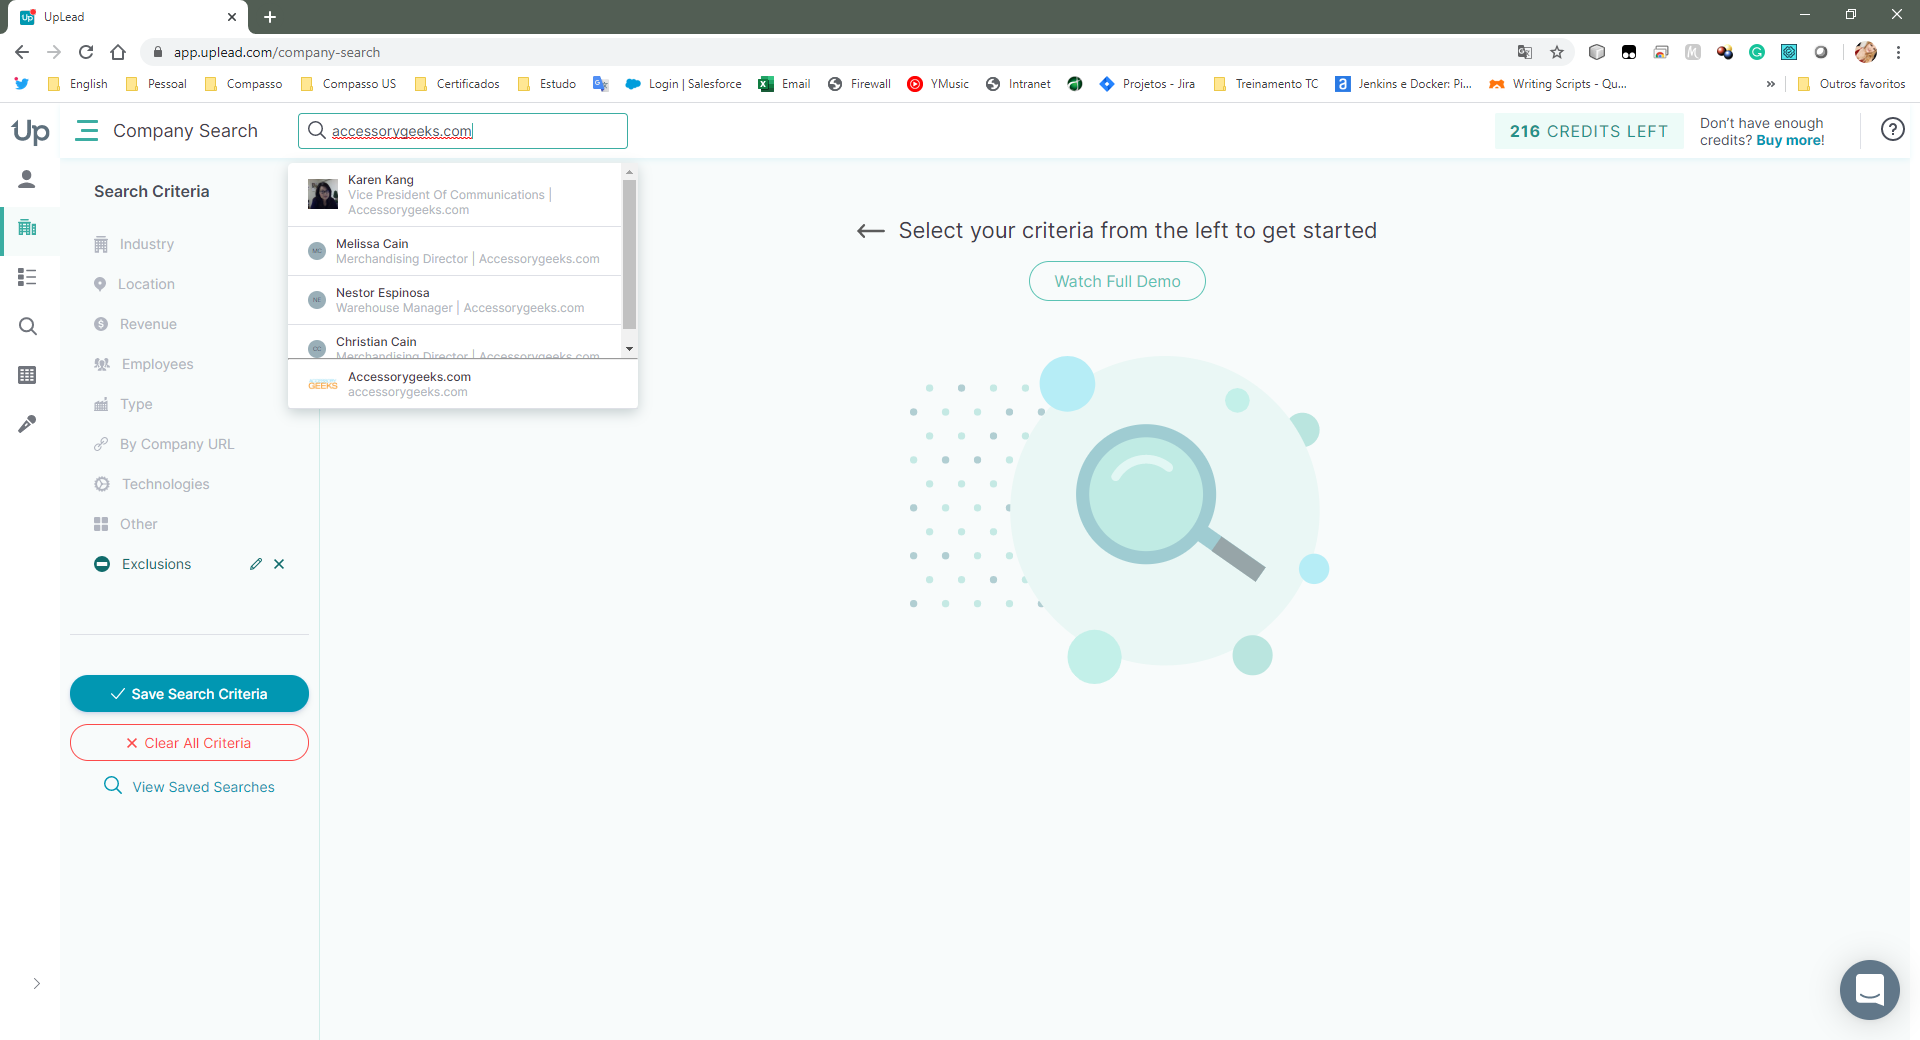 UpLead
app.uplead.com/company-search
English
Pessoal
Compasso
Compasso US
Certificados
Estudo
Login | Salesforce
Email
Firewall
YMusic
Intranet
Projetos - Jira
Treinamento TC
Jenkins e Docker: Pi...
Writing Scripts - Qu...
»
Outros favoritos
Up
Company Search
accessorygeeks.com
216 CREDITS LEFT
Don't have enough
credits? Buy more!
Search Criteria
Industry
Location
Revenue
Employees
Type
By Company URL
Technologies
Other
Exclusions
Save Search Criteria
Clear All Criteria
View Saved Searches
Karen Kang
Vice President Of Communications |
Accessorygeeks.com
MC
Melissa Cain
Merchandising Director | Accessorygeeks.com
NE
Nestor Espinosa
Warehouse Manager | Accessorygeeks.com
CC
Christian Cain
Merchandising Director | Accessorygeeks.com
GEEKS
Accessorygeeks.com
accessorygeeks.com
Select your criteria from the left to get started
Watch Full Demo